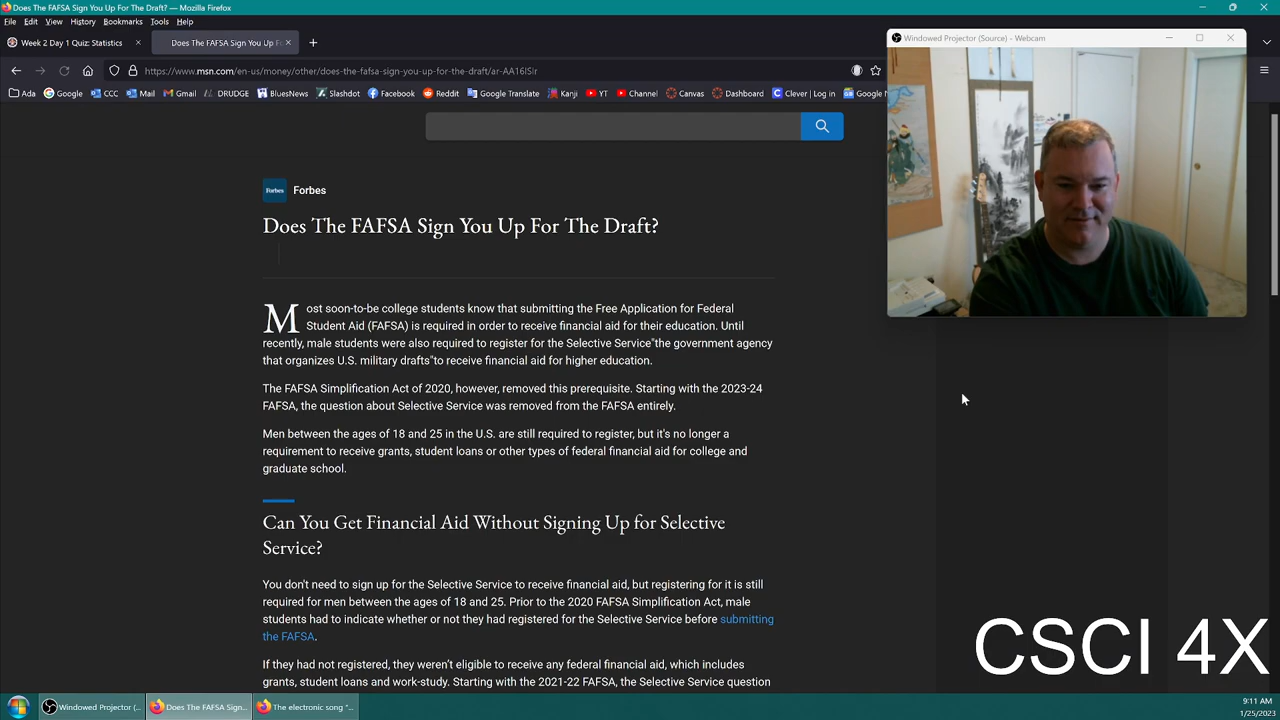 Does The FAFSA Sign You Up For The Draft? — Mozilla Firefox
File Edit View History Bookmarks Tools Help
Week 2 Day 1 Quiz: Statistics
Does The FAFSA Sign You Up F
Windowed Projector (Source) - Webcam
https://www.msn.com/en-us/money/other/does-the-fafsa-sign-you-up-for-the-draft/ar-AA16IS!r
Ada Google CCC Mail Gmail DRUDGE BluesNews Slashdot Facebook Reddit Google Translate Kanji YT Channel Canvas Dashboard Clever | Log in Google N
Forbes Forbes
Does The FAFSA Sign You Up For The Draft?
Most soon-to-be college students know that submitting the Free Application for Federal
Student Aid (FAFSA) is required in order to receive financial aid for their education. Until
recently, male students were also required to register for the Selective Service"the government agency
that organizes U.S. military drafts"to receive financial aid for higher education.
The FAFSA Simplification Act of 2020, however, removed this prerequisite. Starting with the 2023-24
FAFSA, the question about Selective Service was removed from the FAFSA entirely.
Men between the ages of 18 and 25 in the U.S. are still required to register, but it's no longer a
requirement to receive grants, student loans or other types of federal financial aid for college and
graduate school.
Can You Get Financial Aid Without Signing Up for Selective
Service?
You don't need to sign up for the Selective Service to receive financial aid, but registering for it is still
required for men between the ages of 18 and 25. Prior to the 2020 FAFSA Simplification Act, male
students had to indicate whether or not they had registered for the Selective Service before submitting
the FAFSA.
If they had not registered, they weren't eligible to receive any federal financial aid, which includes
grants, student loans and work-study. Starting with the 2021-22 FAFSA, the Selective Service question
CSCI 4X
Windowed Projector (... Does The FAFSA Sign... The electronic song "...
9:11 AM
1/25/2023